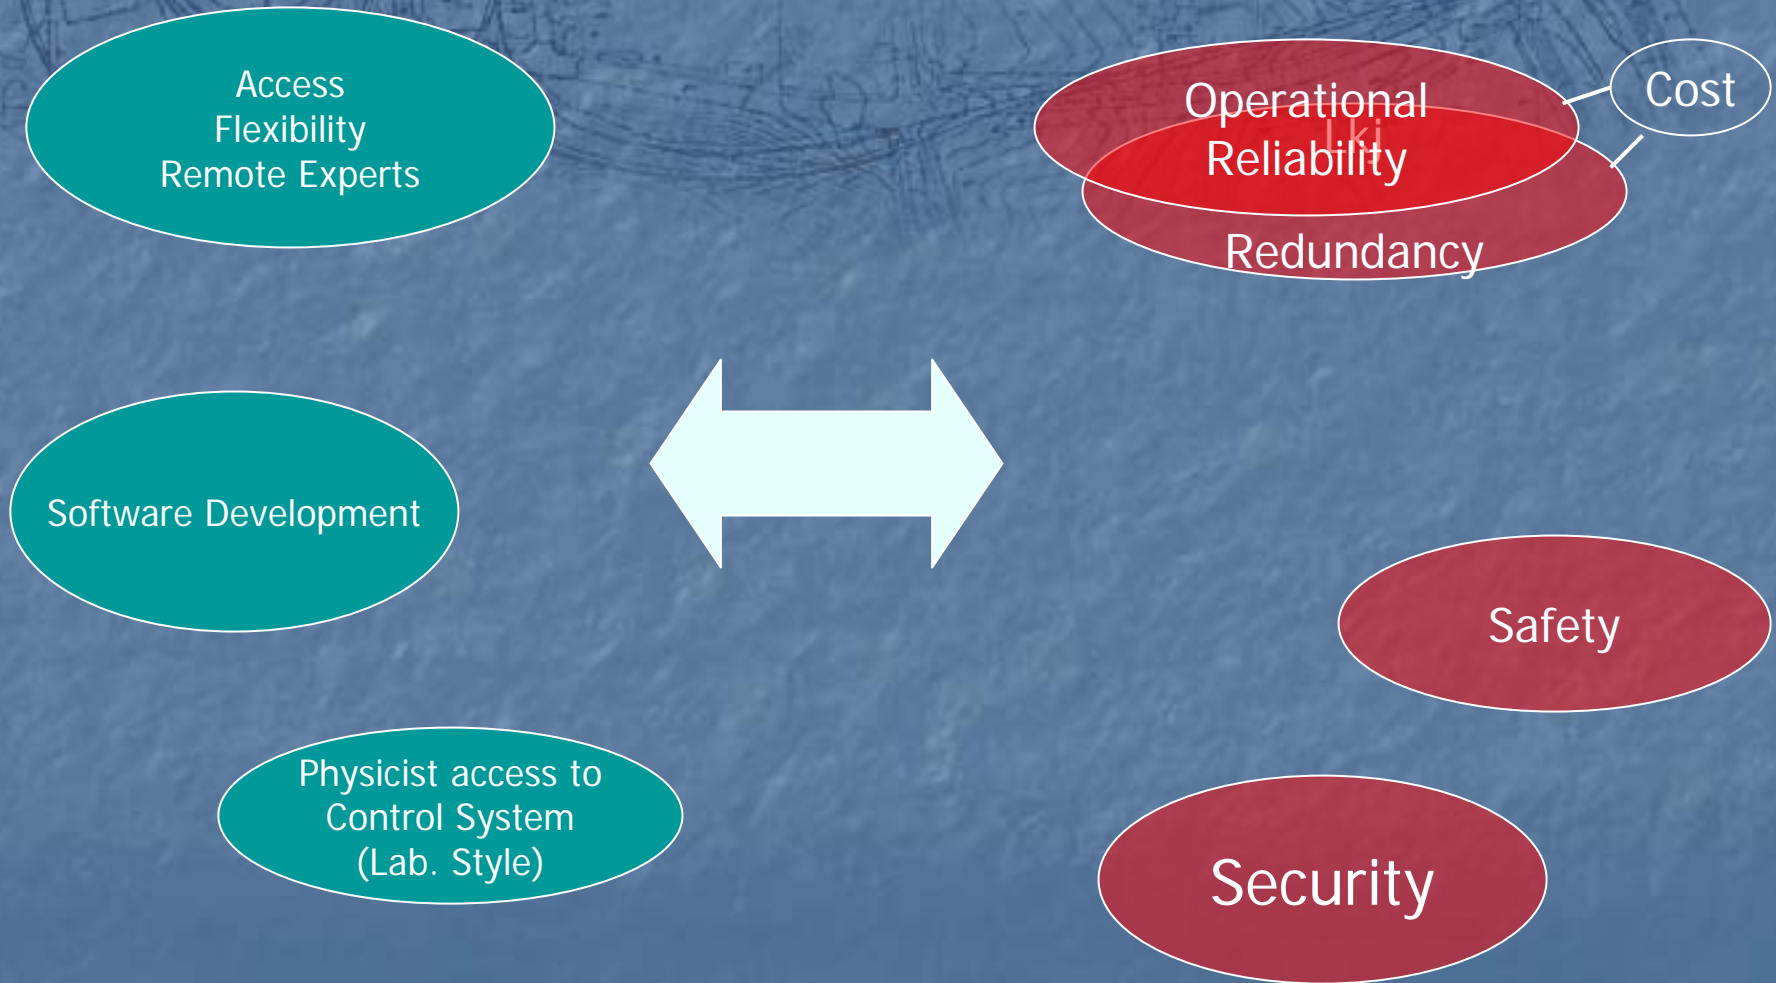 Access
Flexibility
Remote Experts
Operational
Lkj
Reliability
Redundancy
Cost
Software Development
Safety
Physicist access to
Control System
(Lab. Style)
Security